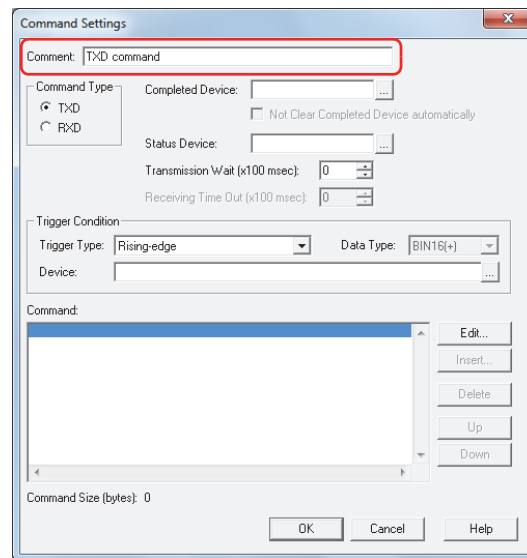 Command Settings
Comment: TXD command
Command Type
TXD
RXD
Completed Device: ...
Not Clear Completed Device automatically
Status Device: ...
Transmission Wait (x100 msec): 0
Receiving Time Out (x100 msec): 0
Trigger Condition
Trigger Type: Rising-edge Data Type: BIN16(+)
Device: ...
Command:
Edit...
Insert...
Delete
Up
Down
Command Size (bytes): 0
OK Cancel Help